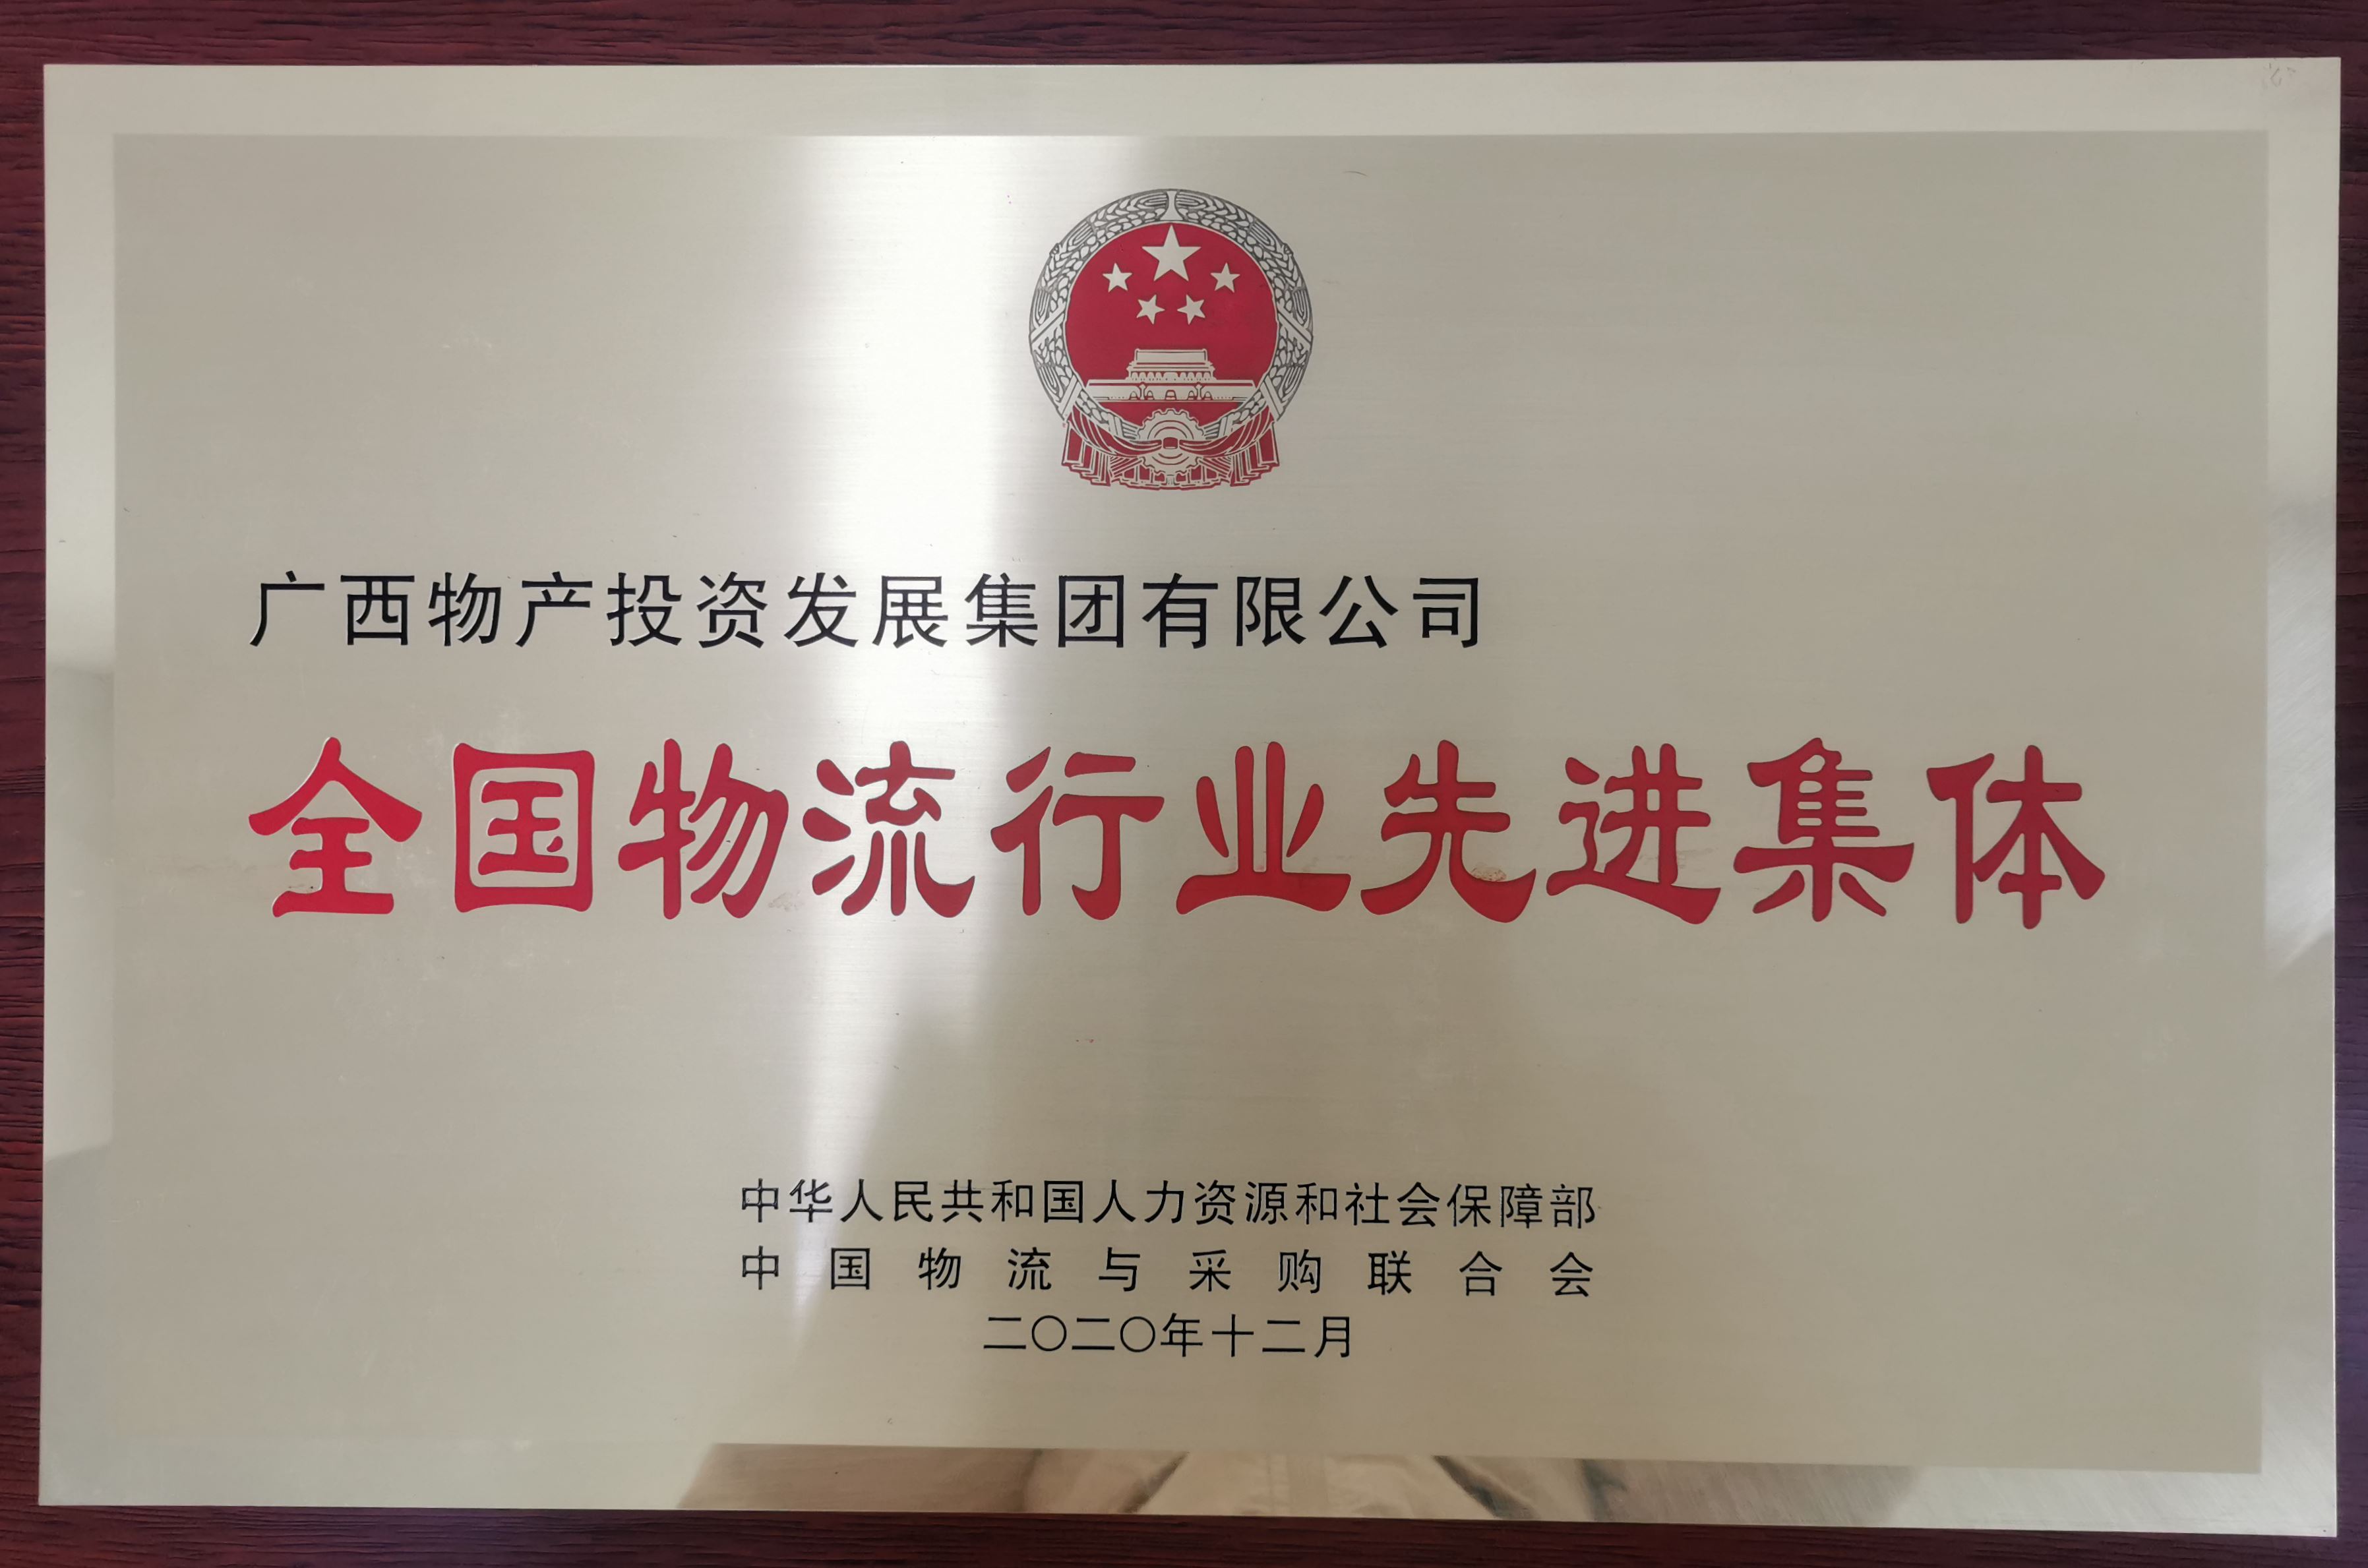 广西物产投资发展集团有限公司
全国物流行业先进集体
中华人民共和国人力资源和社会保障部
中国物流与采购联合会
二〇二〇年十二月